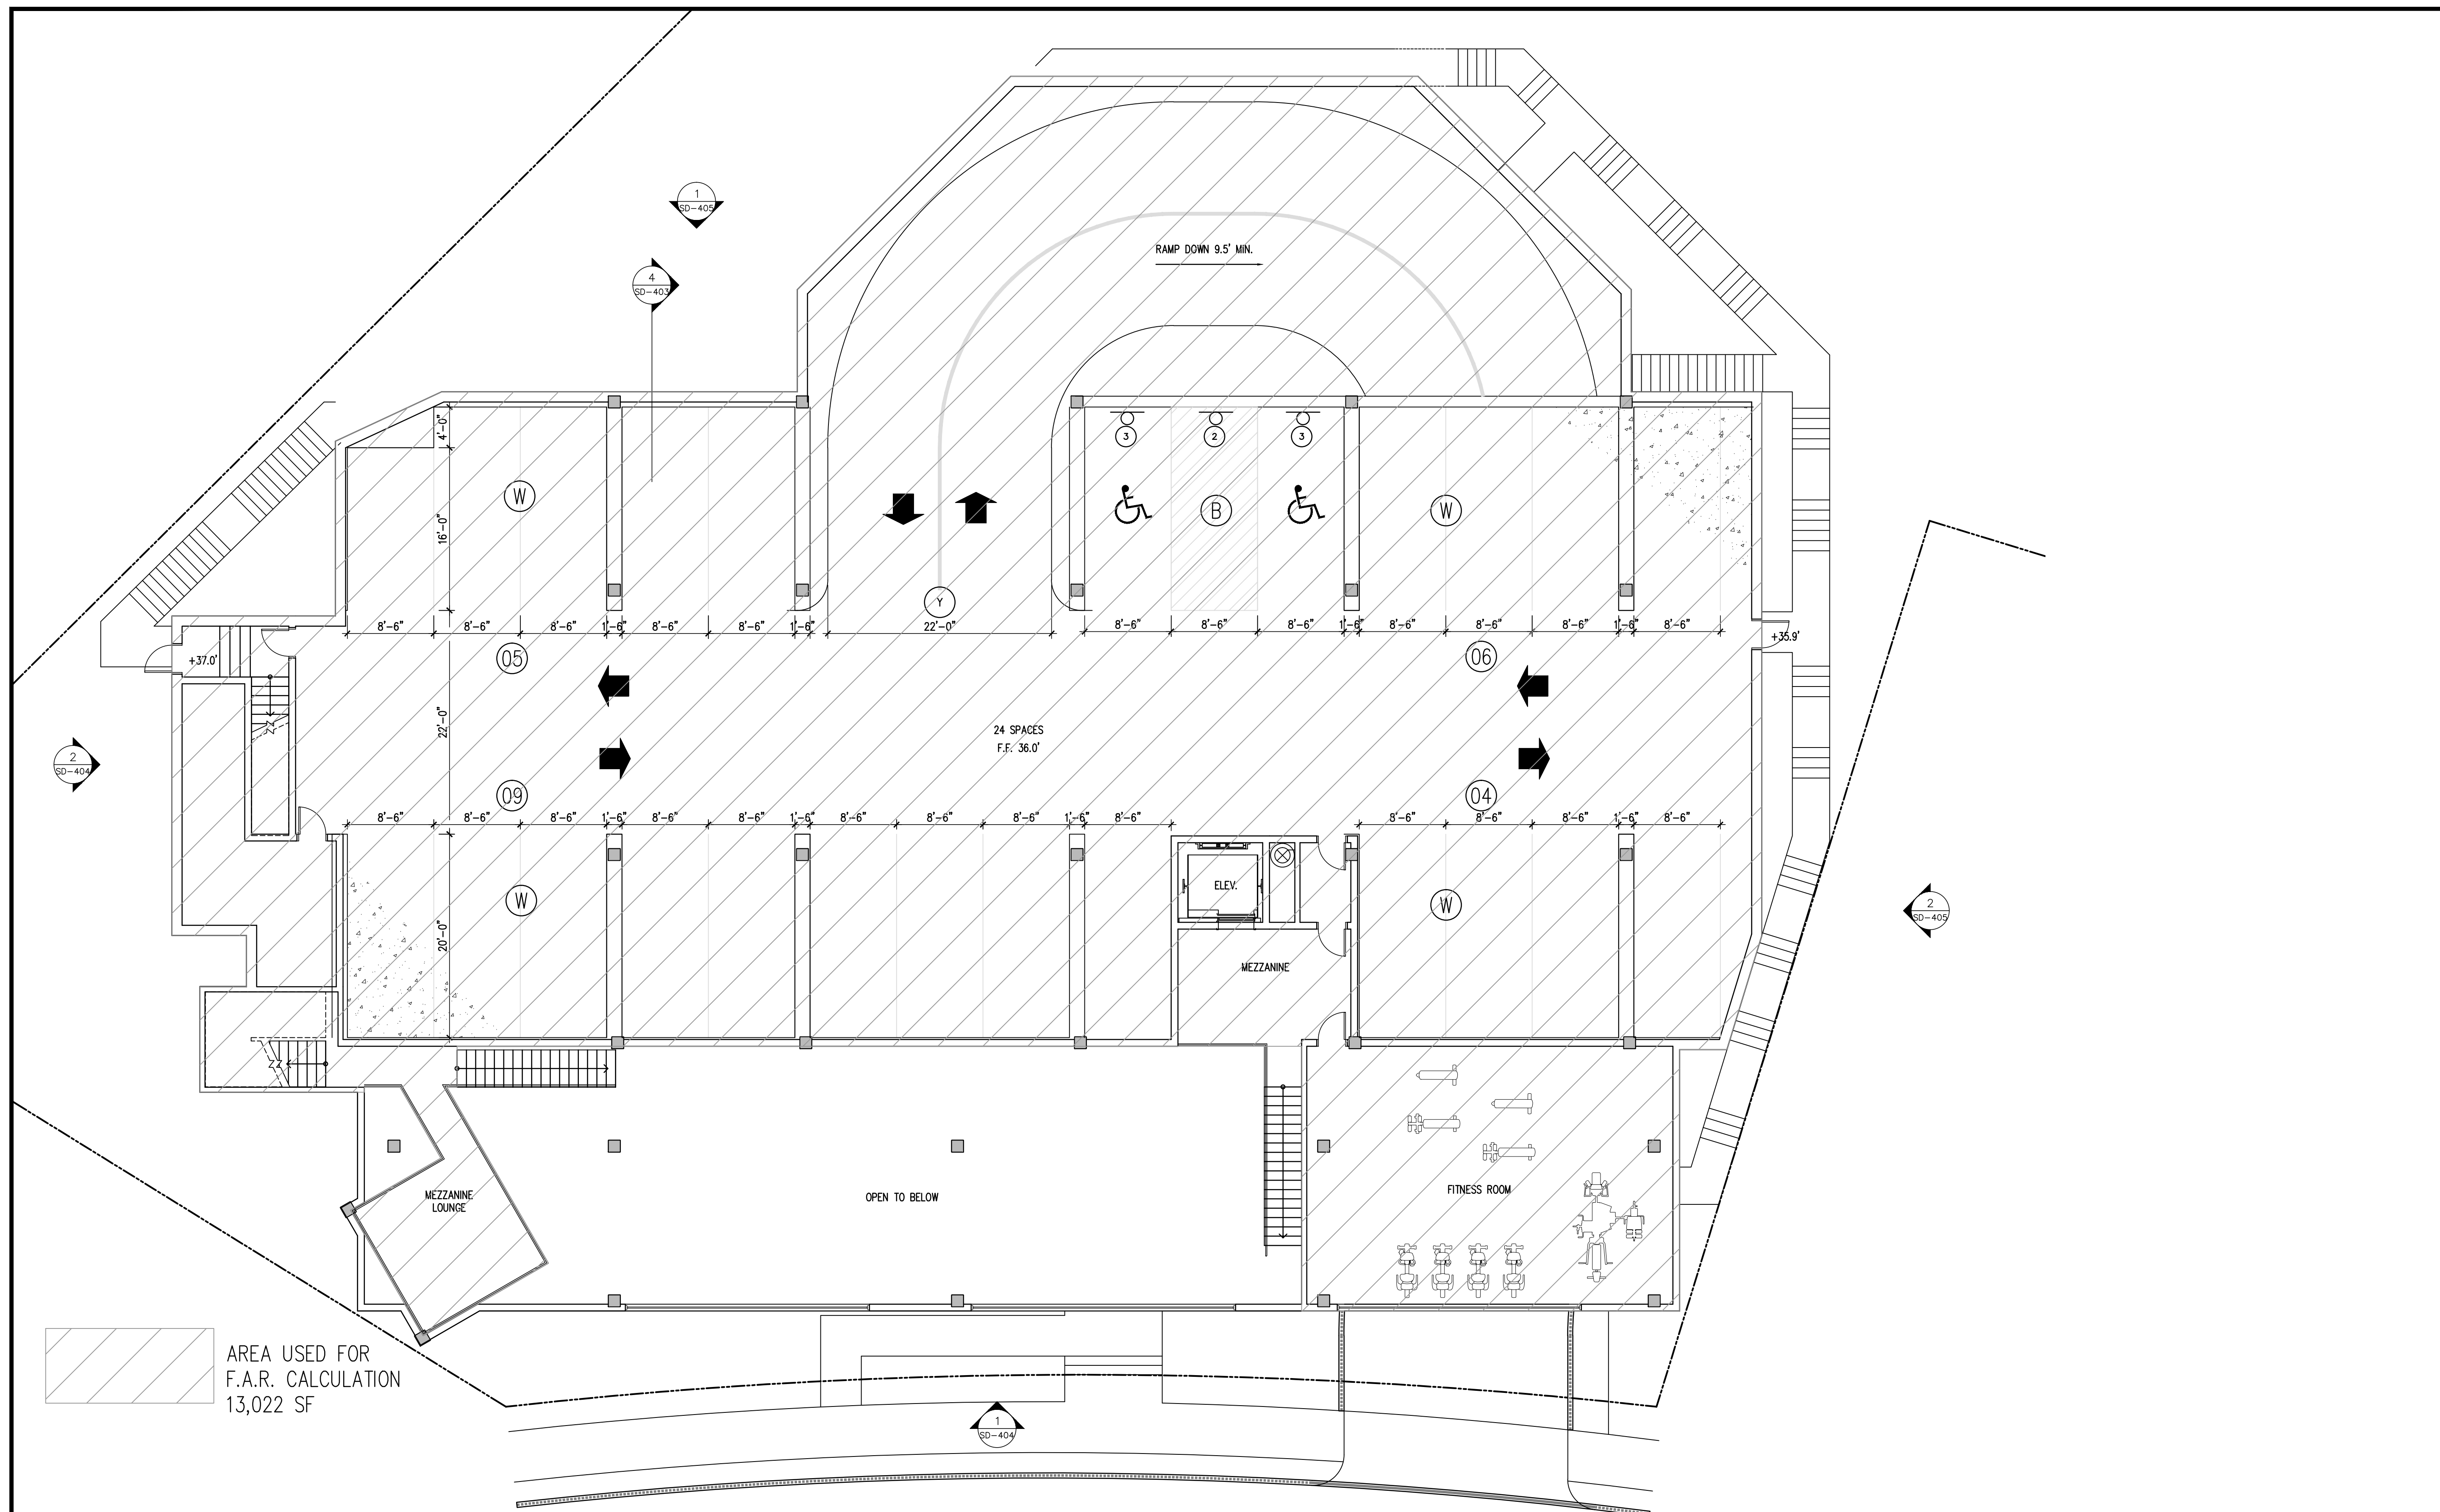 1
SD-405
4
SD-403
RAMP DOWN 9.5' MIN.
4'-0"
3
2
3
W
16'-0"
B
W
Y
8'-6"
8'-6"
8'-6"
1'-6"
8'-6"
8'-6"
1'-6"
22'-0"
8'-6"
8'-6"
8'-6"
1'-6"
8'-6"
8'-6"
8'-6"
1'-6"
8'-6"
+35.9'
+37.0'
05
06
22'-0"
24 SPACES
F.F. 36.0'
2
SD-404
09
04
8'-6"
8'-6"
8'-6"
1'-6"
8'-6"
8'-6"
1'-6"
8'-6"
8'-6"
8'-6"
1'-6"
8'-6"
8'-6"
8'-6"
8'-6"
1'-6"
8'-6"
ELEV.
W
W
2
SD-405
20'-0"
MEZZANINE
MEZZANINE
LOUNGE
OPEN TO BELOW
FITNESS ROOM
AREA USED FOR
F.A.R. CALCULATION
13,022 SF
1
SD-404